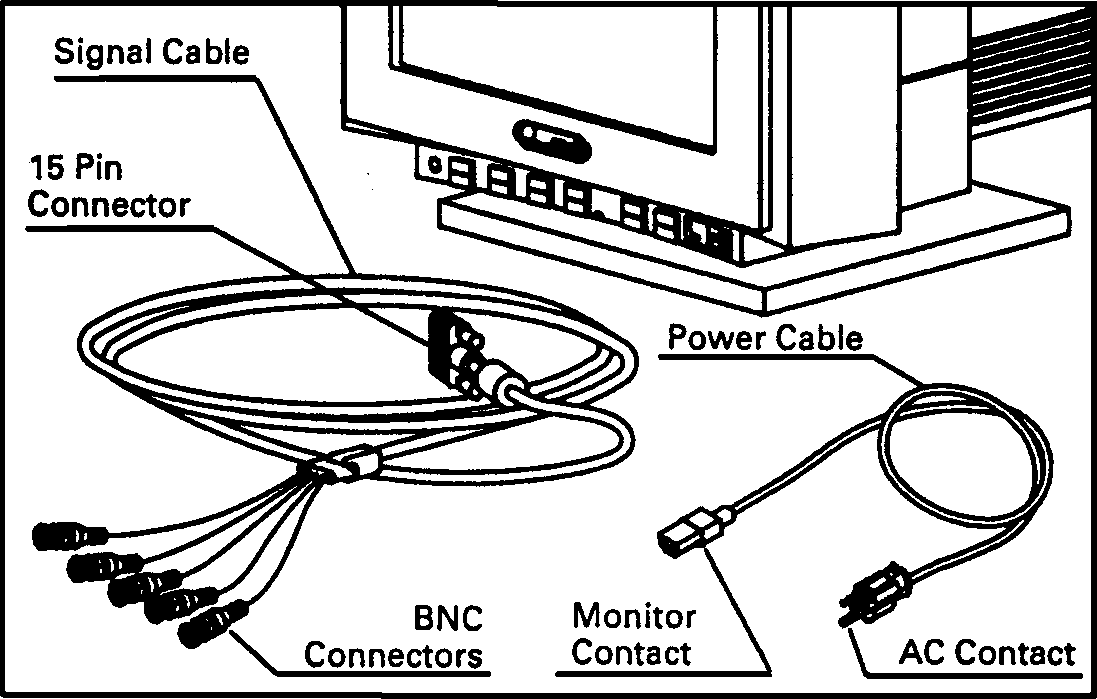 Signal Cable
15 Pin
Connector
Power Cable
BNC
Connectors
Monitor
Contact
AC Contact